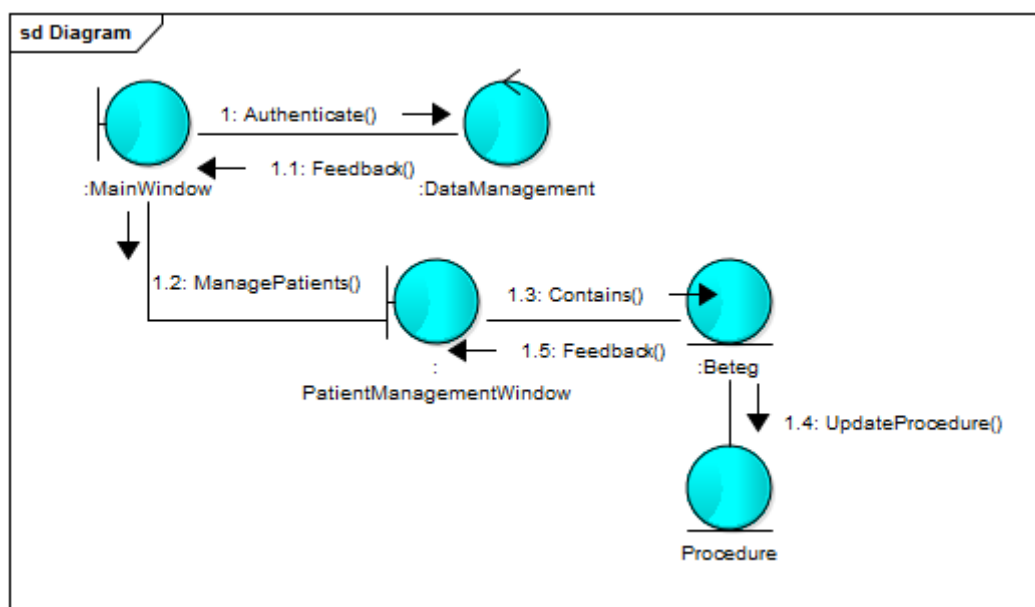 sd Diagram
1: Authenticate()
1.1: Feedback()
:MainWindow
:DataManagement
1.2: ManagePatients()
1.3: Contains()
1.5: Feedback()
:
PatientManagementWindow
:Beteg
1.4: UpdateProcedure()
Procedure